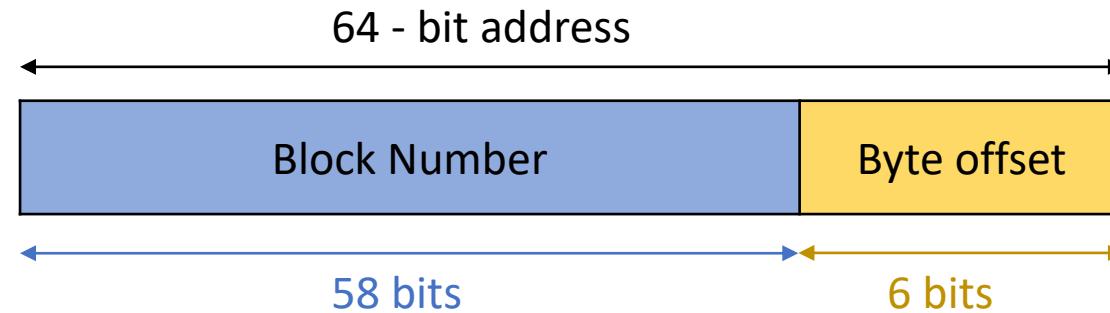 64 - bit address
Block Number
Byte offset
58 bits
6 bits